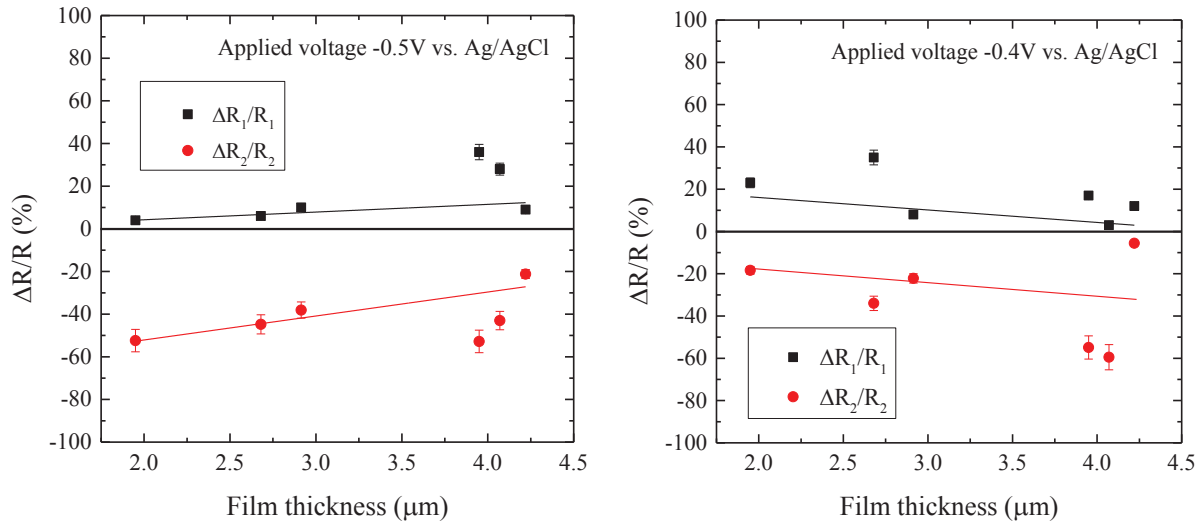 Applied voltage -0.5V vs. Ag/AgCl
ΔR₁/R₁
ΔR₂/R₂
ΔR/R (%)
100
80
60
40
20
0
-20
-40
-60
-80
-100
2.0 2.5 3.0 3.5 4.0 4.5
Film thickness (μm)
Applied voltage -0.4V vs. Ag/AgCl
ΔR₁/R₁
ΔR₂/R₂
ΔR/R (%)
100
80
60
40
20
0
-20
-40
-60
-80
-100
2.0 2.5 3.0 3.5 4.0 4.5
Film thickness (μm)